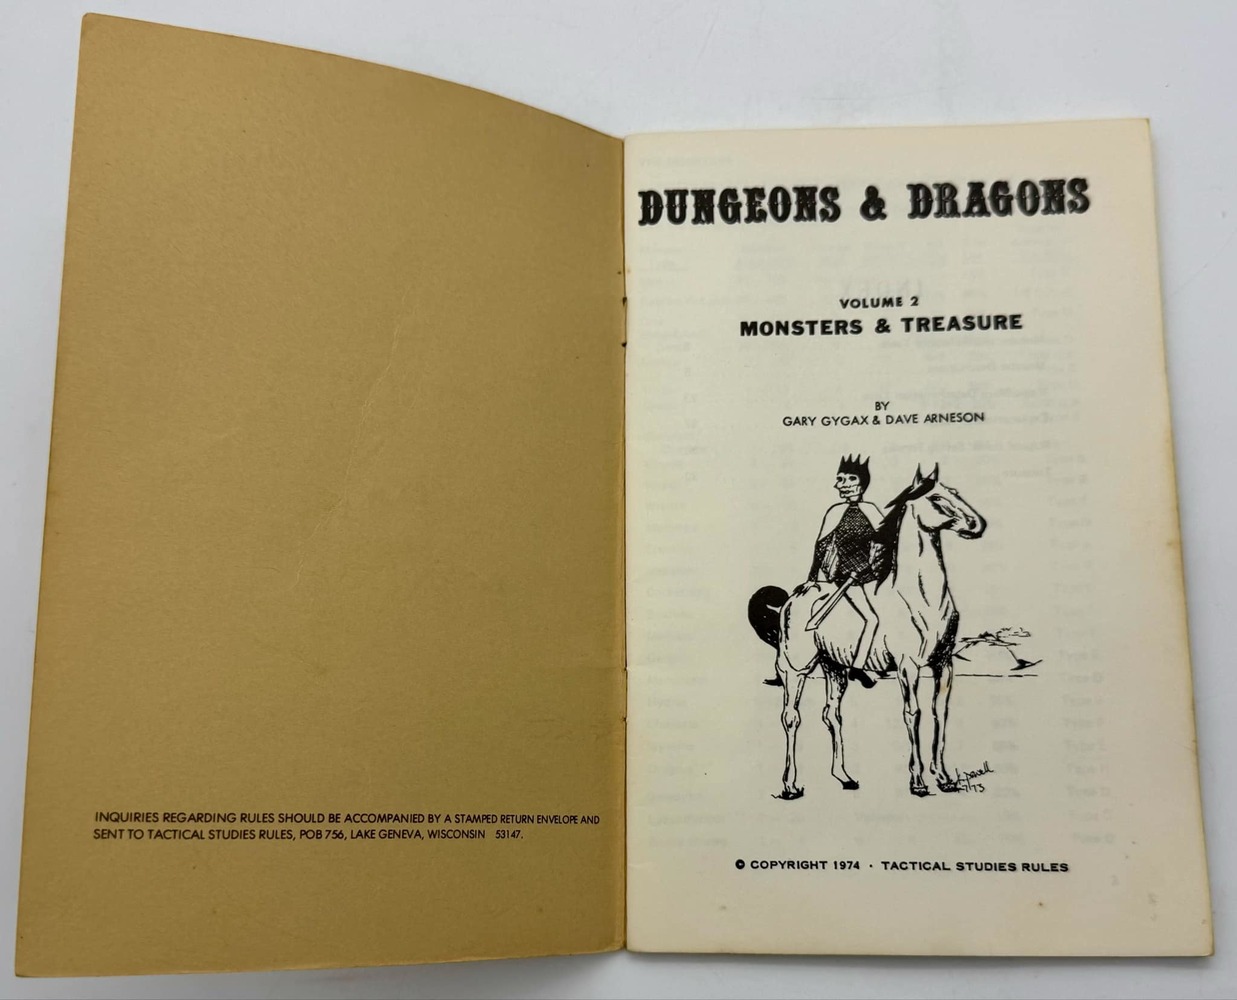 INQUIRIES REGARDING RULES SHOULD BE ACCOMPANIED BY A STAMPED RETURN ENVELOPE AND
SENT TO TACTICAL STUDIES RULES, POB 756, LAKE GENEVA, WISCONSIN 53147.
DUNGEONS & DRAGONS
VOLUME 2
MONSTERS & TREASURE
BY
GARY GYGAX & DAVE ARNESON
© COPYRIGHT 1974 · TACTICAL STUDIES RULES